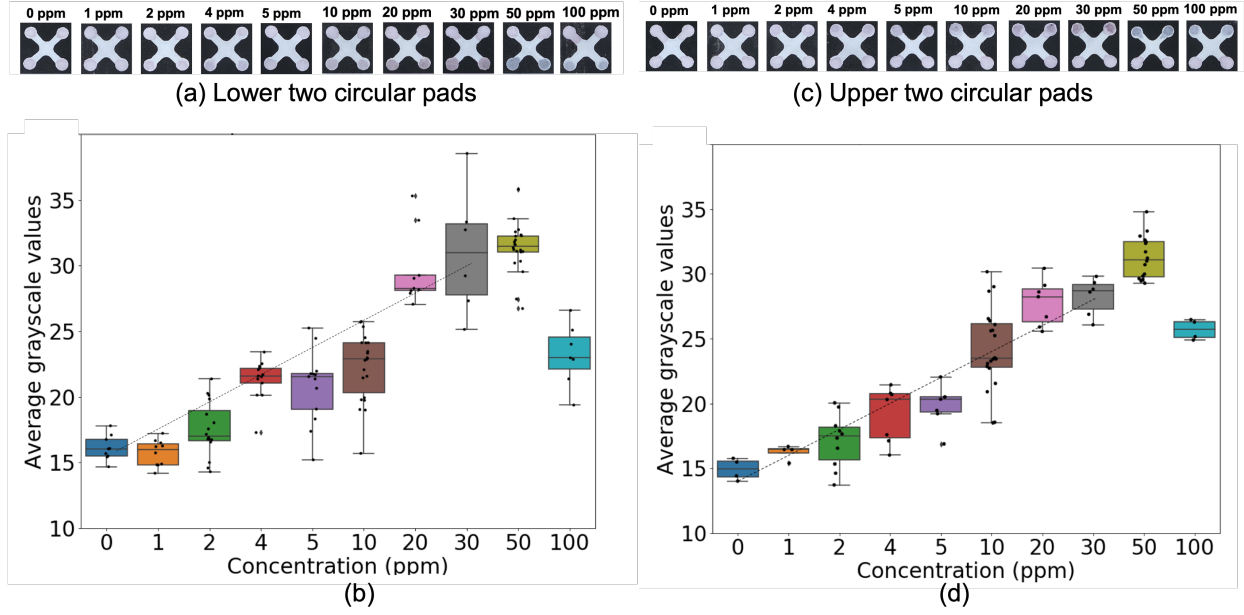 0 ppm 1 ppm 2 ppm 4 ppm 5 ppm 10 ppm 20 ppm 30 ppm 50 ppm 100 ppm
(a) Lower two circular pads
0 ppm 1 ppm 2 ppm 4 ppm 5 ppm 10 ppm 20 ppm 30 ppm 50 ppm 100 ppm
(c) Upper two circular pads
Average grayscale values
35
30
25
20
15
10
0 1 2 4 5 10 20 30 50 100
Concentration (ppm)
(b)
Average grayscale values
35
30
25
20
15
10
0 1 2 4 5 10 20 30 50 100
Concentration (ppm)
(d)